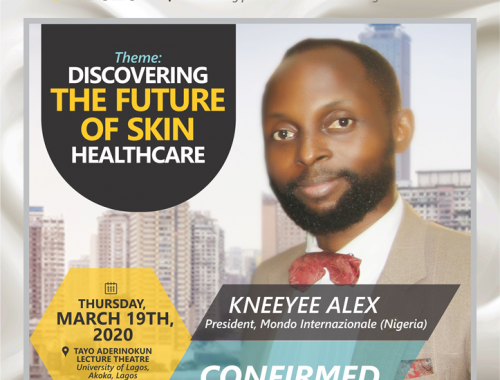 Theme:
DISCOVERING
THE FUTURE
OF SKIN
HEALTHCARE
THURSDAY,
MARCH 19TH,
2020
TAYO ADERINOKUN
LECTURE THEATRE
University of Lagos,
Akoka, Lagos
KNEEYEE ALEX
President, Mondo Internazionale (Nigeria)
CONFIRMED